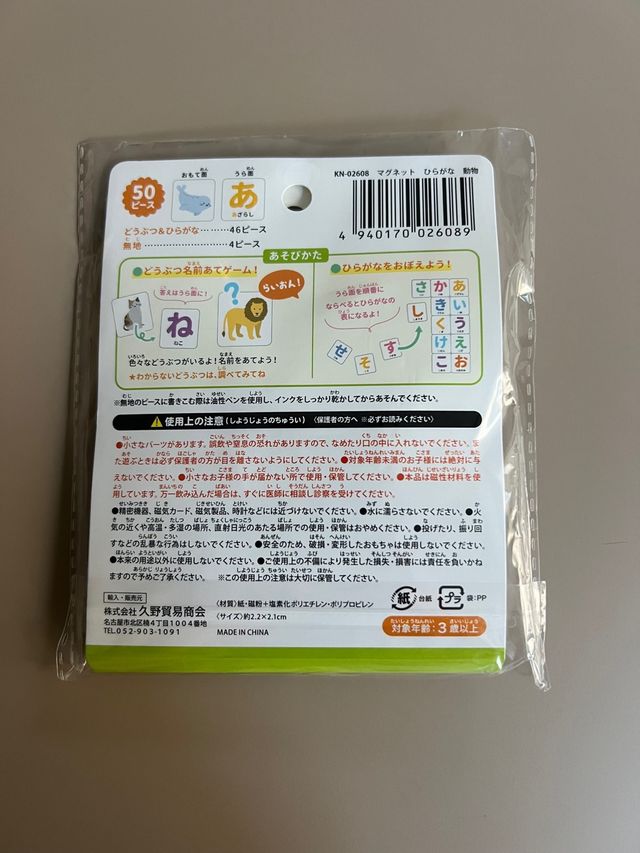 50
ピース
おもて面
めん
うら面
めん
あ
あざらし
KN-02608 マグネット ひらがな 動物
4 940170 026089
どうぶつ&ひらがな………46ピース
無地………4ピース
あそびかた
●どうぶつ名前あてゲーム!
答えはうら面に!
ね
ねこ
?
らいおん!
色々などうぶつがいるよ!名前をあてよう!
★わからないどうぶつは、調べてみてね
●ひらがなをおぼえよう!
うら面を順番に
ならべるとひらがなの
表になるよ!
さ か あ
し き い
す く う
せ け え
そ こ お
※無地のピースに書きこむ際は油性ペンを使用し、インクをしっかり乾かしてからあそんでください。
使用上の注意(しようじょうのちゅうい)〈保護者の方へ ※必ずお読みください〉
●小さなパーツがあります。誤飲や窒息の恐れがありますので、なめたり口の中に入れないでください。ま
た遊ぶときは必ず保護者の方が目を離さないようにしてください。●対象年齢未満のお子様には絶対に与
えないでください。●小さなお子様の手が届かない所で使用・保管してください。●本品は磁性材料を使
用しています。万一飲み込んだ場合は、すぐに医師に相談し診察を受けてください。
●精密機器、磁気カード、磁気製品、時計などには近づけないでください。●水に濡らさないでください。●火
気の近くや高温・多湿の場所、直射日光のあたる場所での使用・保管はおやめください。●投げたり、振り回
すなどの乱暴な行為はしないでください。●安全のため、破損・変形したおもちゃは使用しないでください。
●本来の用途以外に使用しないでください。●ご使用上の不備により発生した損失・損害には責任を負いかね
ますので予めご了承ください。 ※この使用上の注意は大切に保管してください。
輸入・販売元
株式会社 久野貿易商会
名古屋市北区楠4丁目1004番地
TEL.052-903-1091
〈材質〉紙・磁粉+塩素化ポリエチレン・ポリプロピレン
〈サイズ〉約2.2×2.1cm
MADE IN CHINA
紙 台紙
プラ 袋:PP
たいしょうねんれい さいいじょう
対象年齢:3歳以上